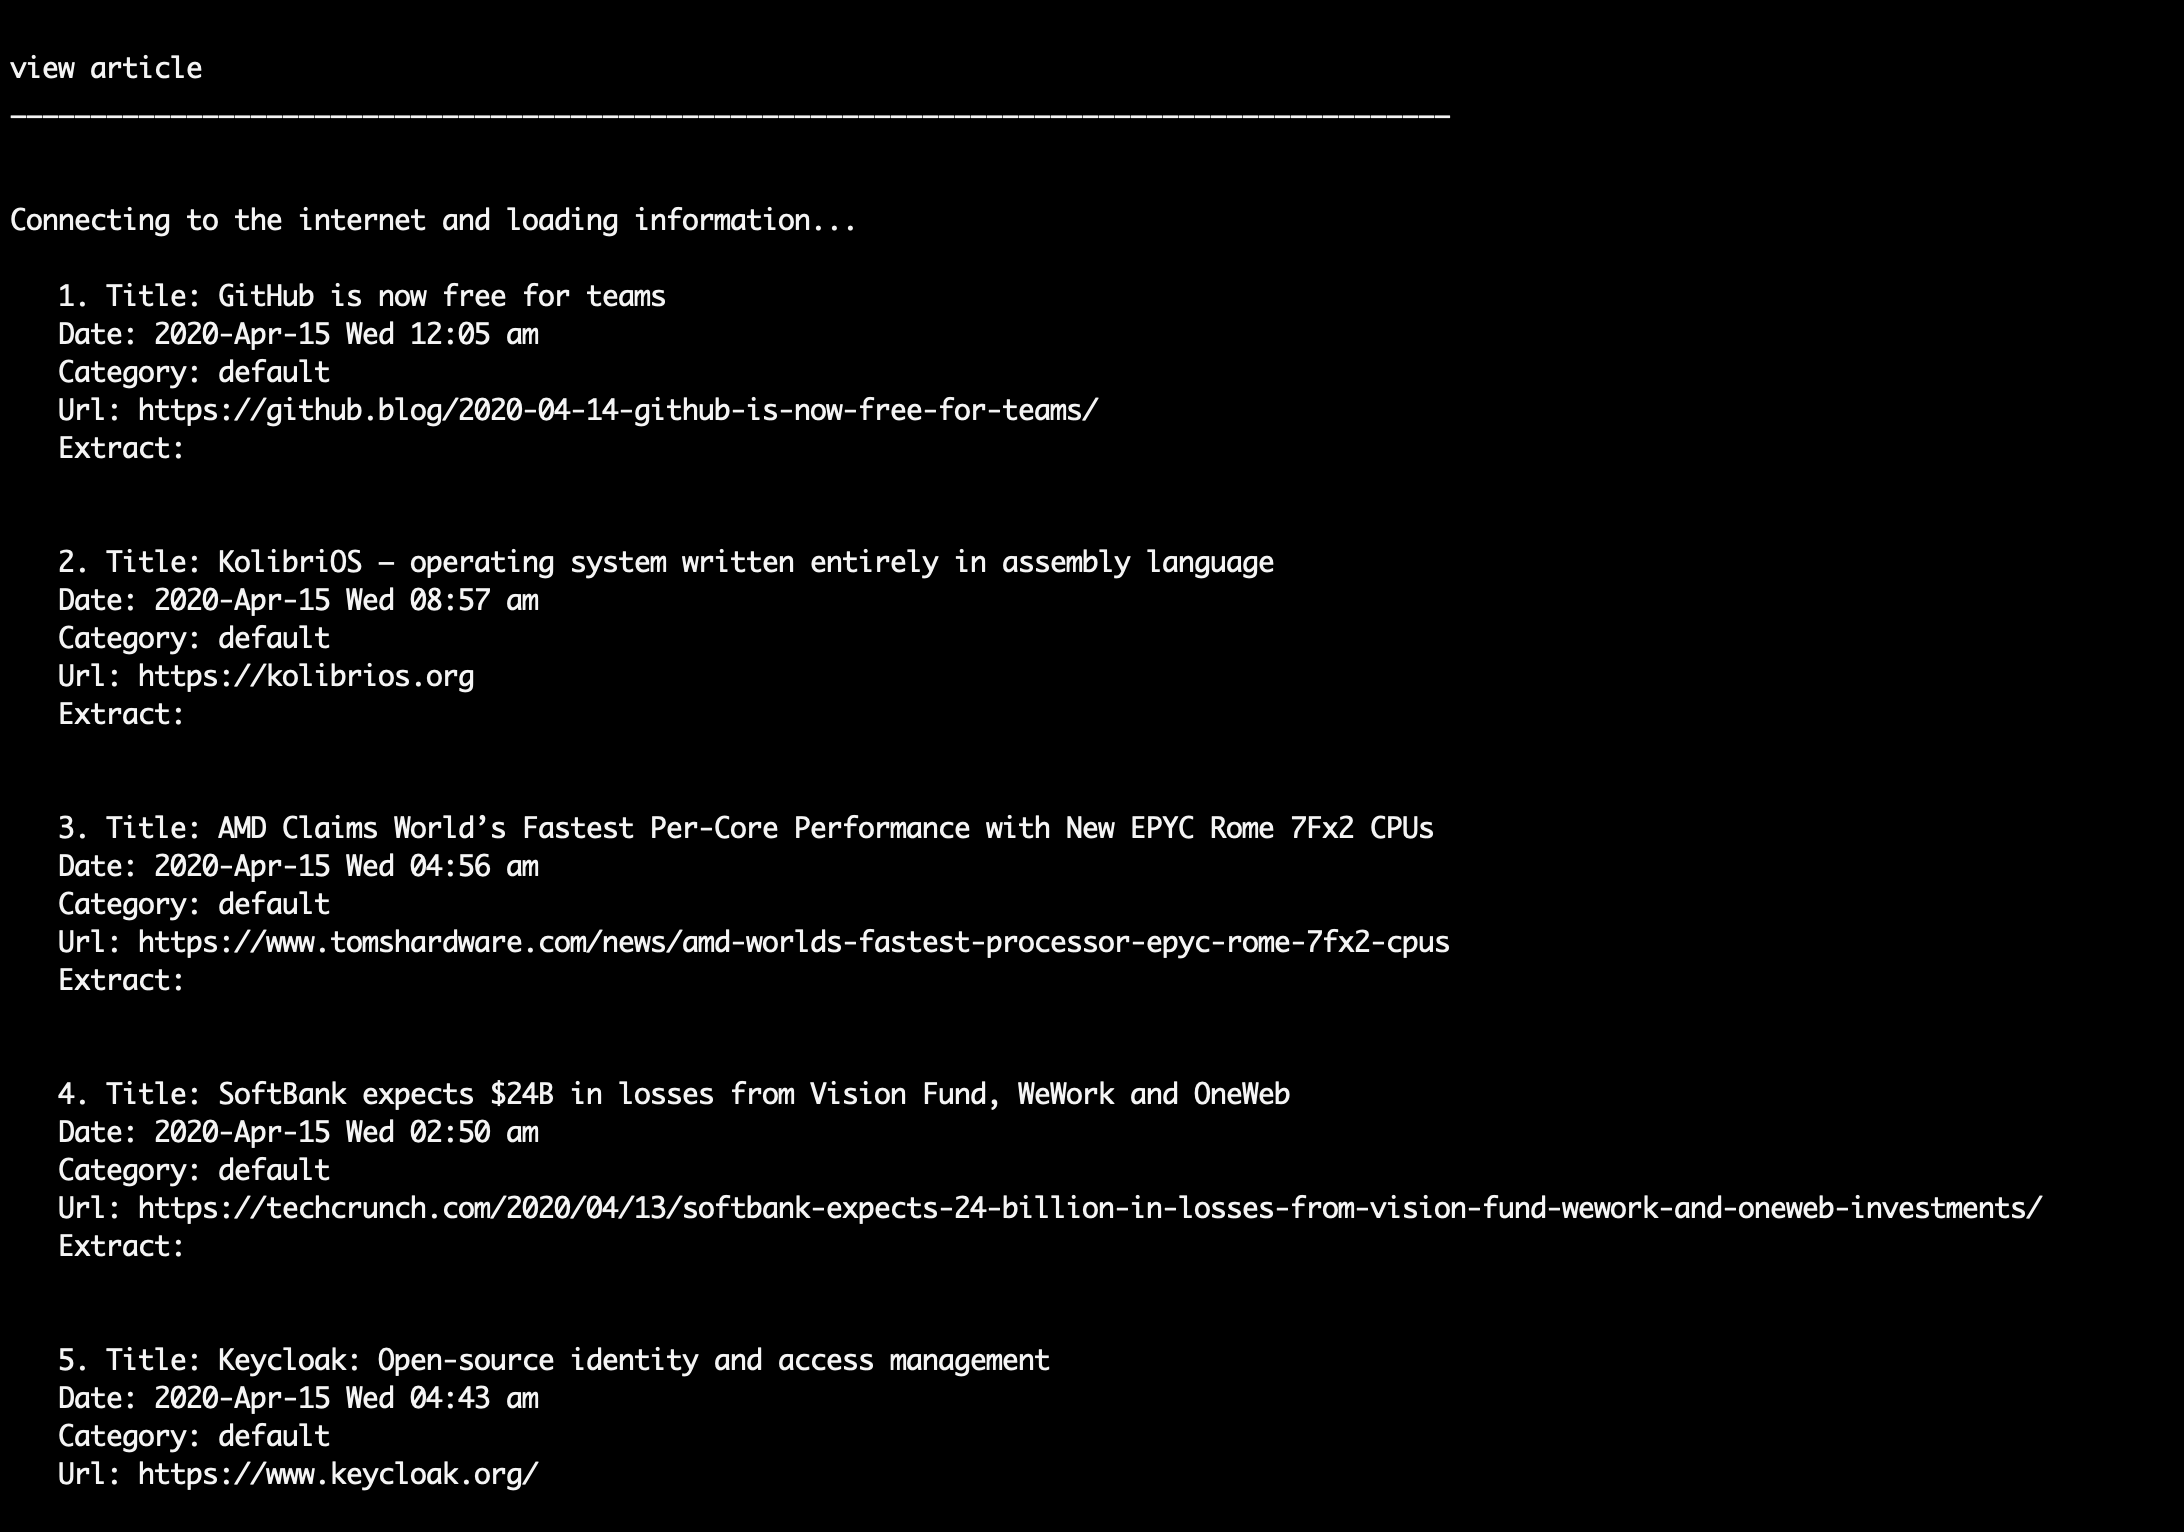 view article
__________________________________________________________________________________________
Connecting to the internet and loading information...
1. Title: GitHub is now free for teams
Date: 2020-Apr-15 Wed 12:05 am
Category: default
Url: https://github.blog/2020-04-14-github-is-now-free-for-teams/
Extract:
2. Title: KolibriOS – operating system written entirely in assembly language
Date: 2020-Apr-15 Wed 08:57 am
Category: default
Url: https://kolibrios.org
Extract:
3. Title: AMD Claims World’s Fastest Per-Core Performance with New EPYC Rome 7Fx2 CPUs
Date: 2020-Apr-15 Wed 04:56 am
Category: default
Url: https://www.tomshardware.com/news/amd-worlds-fastest-processor-epyc-rome-7fx2-cpus
Extract:
4. Title: SoftBank expects $24B in losses from Vision Fund, WeWork and OneWeb
Date: 2020-Apr-15 Wed 02:50 am
Category: default
Url: https://techcrunch.com/2020/04/13/softbank-expects-24-billion-in-losses-from-vision-fund-wework-and-oneweb-investments/
Extract:
5. Title: Keycloak: Open-source identity and access management
Date: 2020-Apr-15 Wed 04:43 am
Category: default
Url: https://www.keycloak.org/